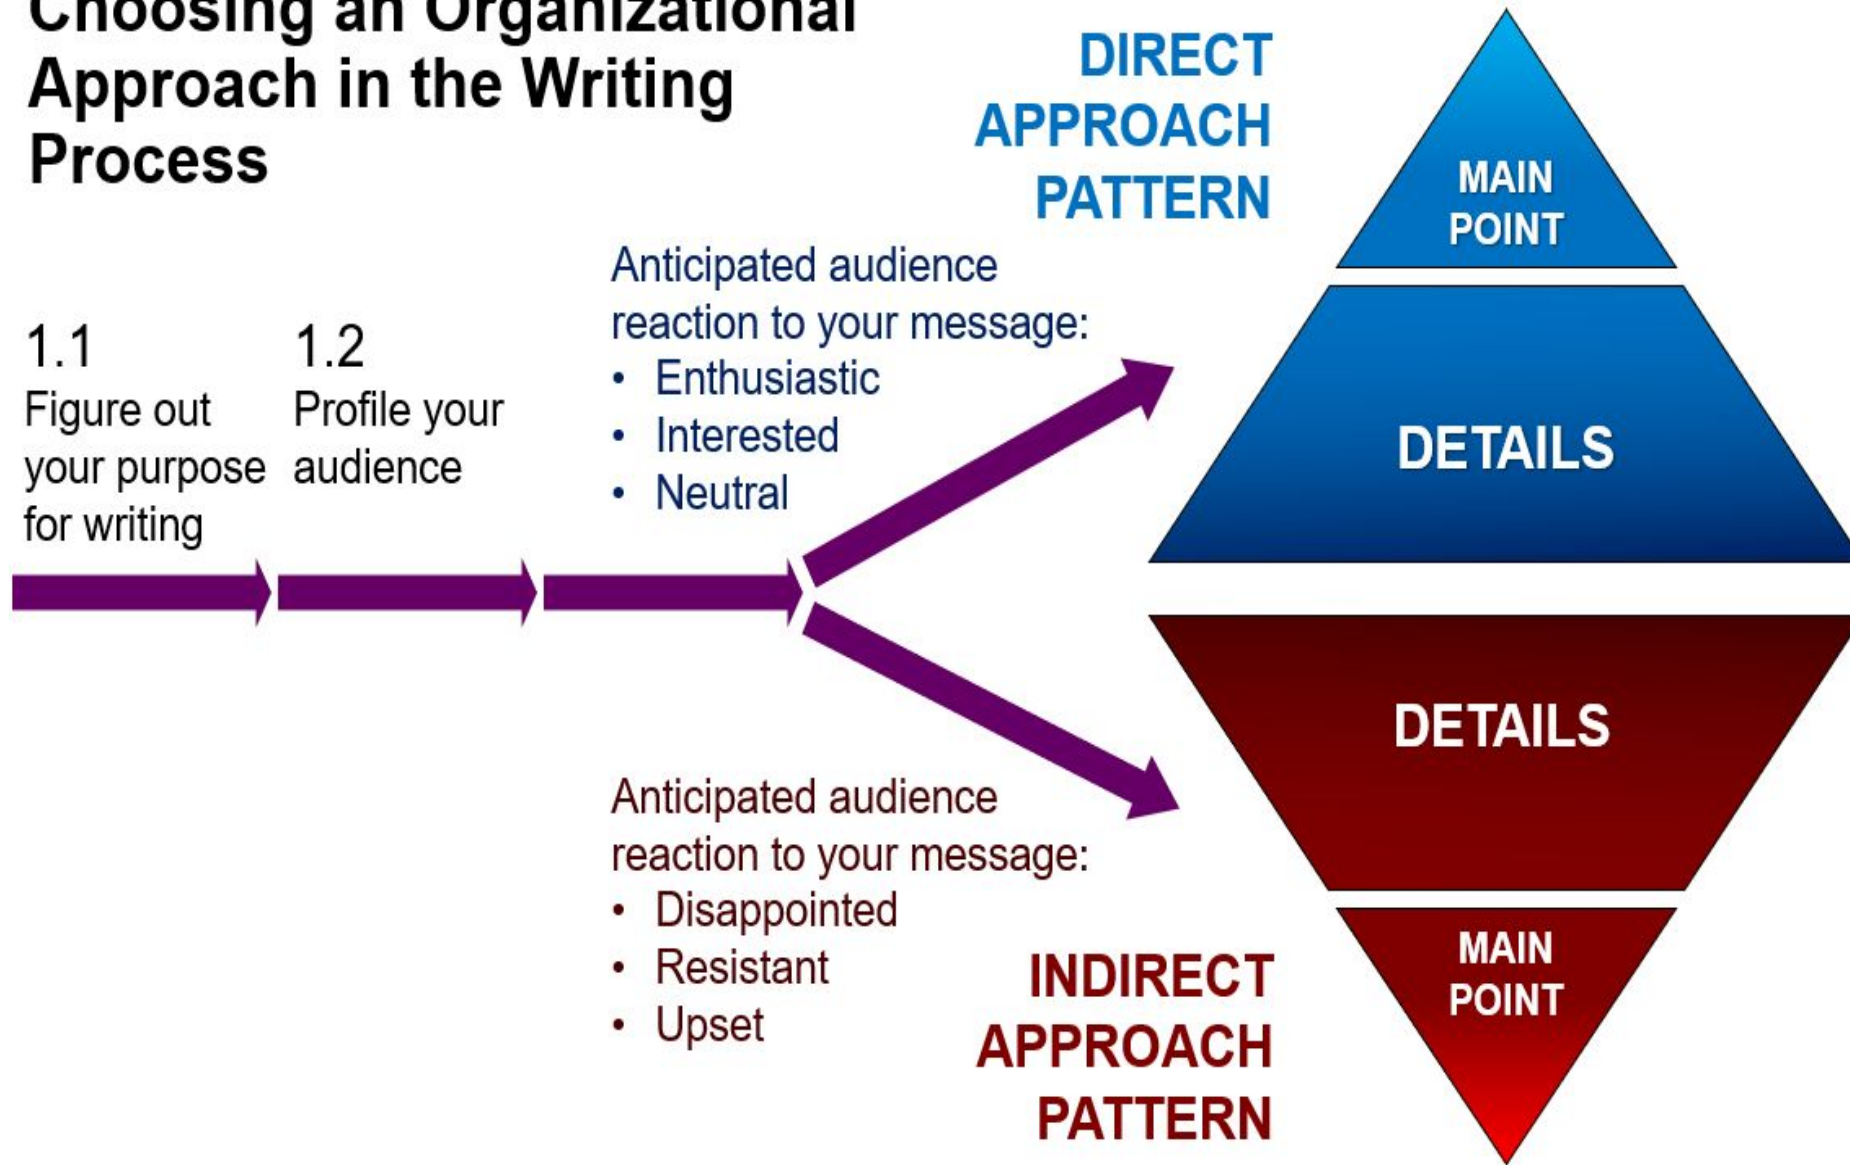 Choosing an Organizational
Approach in the Writing
Process
1.1
Figure out
your purpose
for writing
1.2
Profile your
audience
Anticipated audience
reaction to your message:
• Enthusiastic
• Interested
• Neutral
DIRECT
APPROACH
PATTERN
MAIN
POINT
DETAILS
Anticipated audience
reaction to your message:
• Disappointed
• Resistant
• Upset
INDIRECT
APPROACH
PATTERN
DETAILS
MAIN
POINT